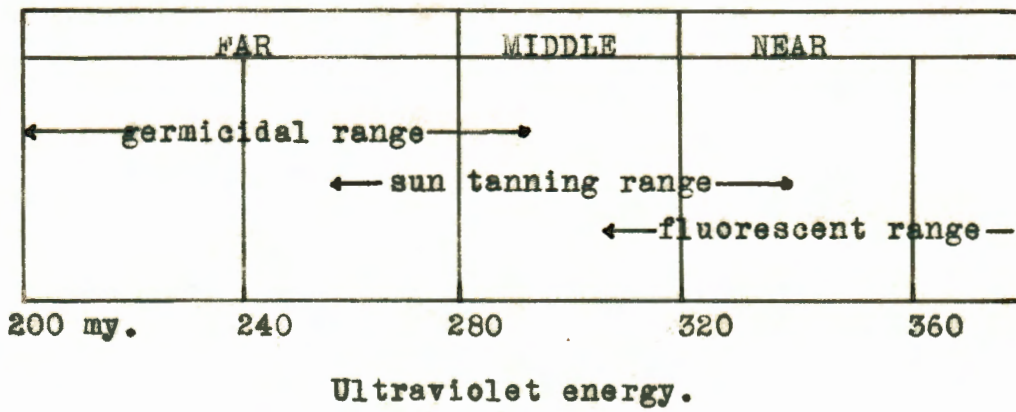 FAR MIDDLE NEAR
germicidal range
sun tanning range
fluorescent range
200 my. 240 280 320 360
Ultraviolet energy.